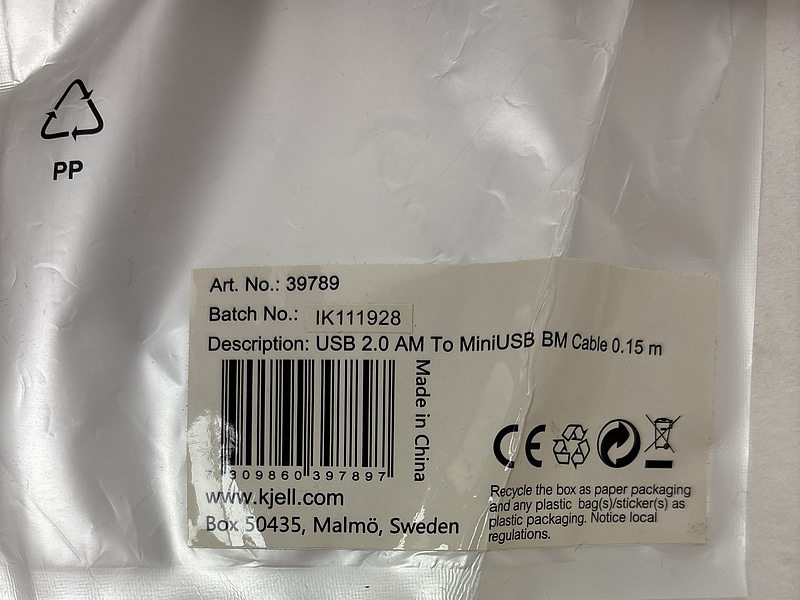 PP
Art. No.: 39789
Batch No.: IK111928
Description: USB 2.0 AM To MiniUSB BM Cable 0.15 m
Made in China
7 309860 397897
www.kjell.com
Box 50435, Malmö, Sweden
CE
Recycle the box as paper packaging
and any plastic bag(s)/sticker(s) as
plastic packaging. Notice local
regulations.